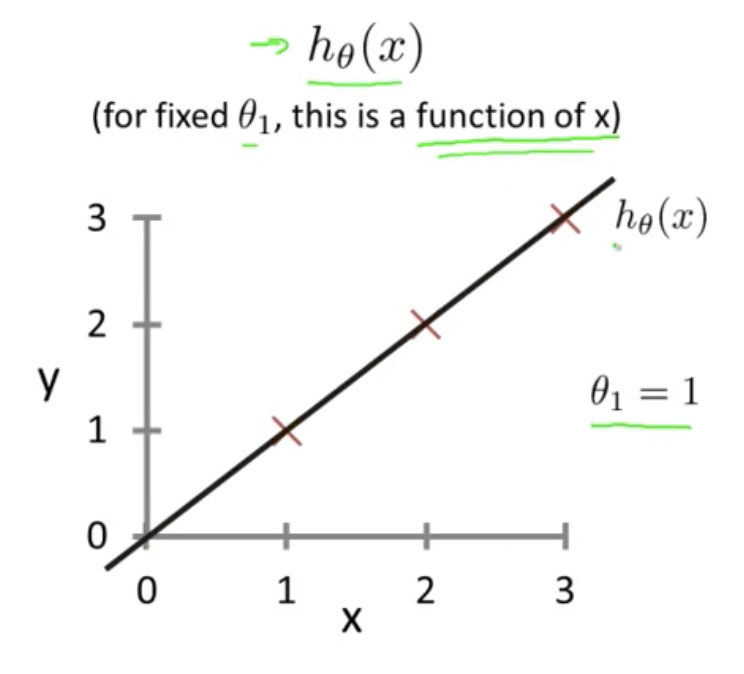 → hθ(x)
(for fixed θ₁, this is a function of x)
3
hθ(x)
2
y
θ₁ = 1
1
0
0 1 2 3
x